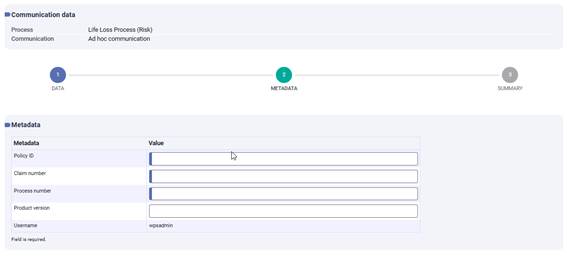 Communication data
Process Life Loss Process (Risk)
Communication Ad hoc communication
1 2 3
DATA METADATA SUMMARY
Metadata
Metadata Value
Policy ID
Claim number
Process number
Product version
Username wpsadmin
Field is required.